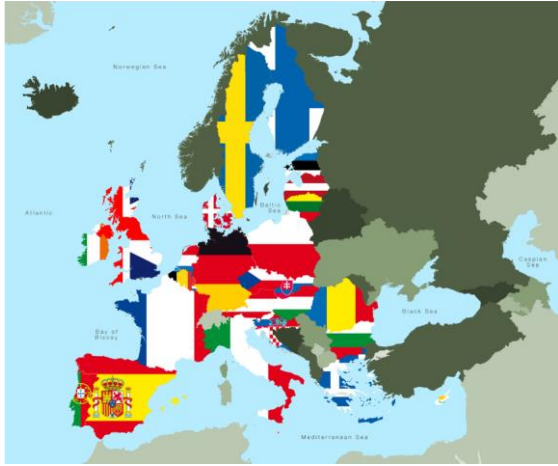 Norwegian Sea
Atlantic
North Sea
Baltic
Sea
Caspian
Sea
Bay of
Biscay
Black Sea
Mediterranean Sea